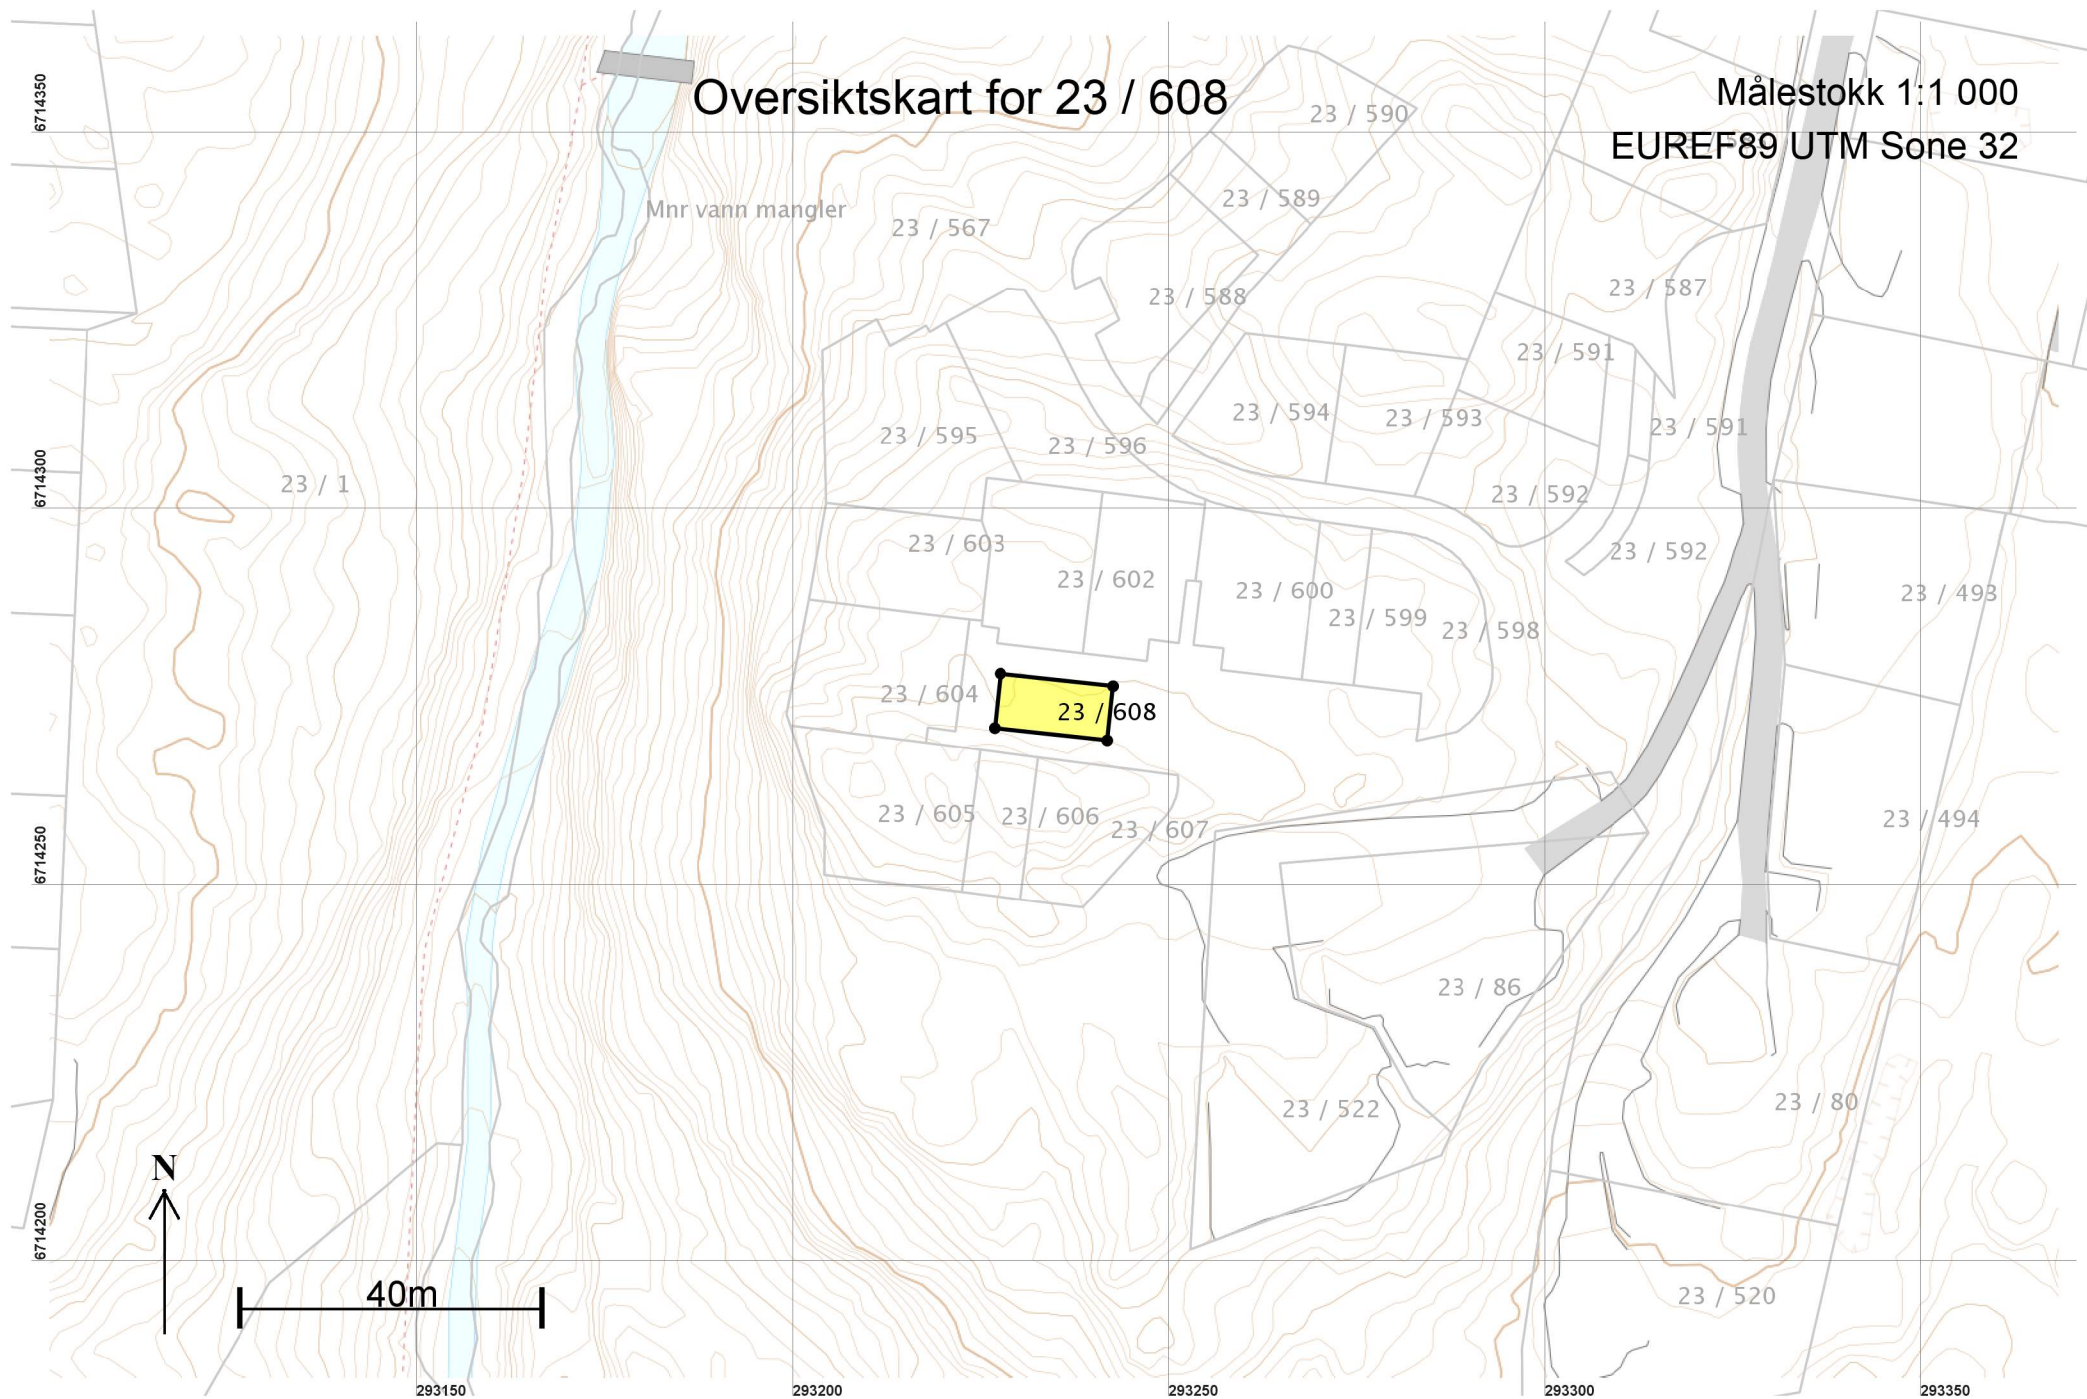 Oversiktskart for 23 / 608
Målestokk 1:1 000
EUREF89 UTM Sone 32
6714350
6714300
6714250
6714200
23 / 590
23 / 589
Mnr vann mangler
23 / 567
23 / 588
23 / 587
23 / 591
23 / 594
23 / 593
23 / 591
23 / 595
23 / 596
23 / 1
23 / 592
23 / 603
23 / 592
23 / 602
23 / 600
23 / 493
23 / 599
23 / 598
23 / 604
23 / 608
23 / 605
23 / 606
23 / 607
23 / 494
23 / 86
23 / 522
23 / 80
23 / 520
N
40m
293150
293200
293250
293300
293350